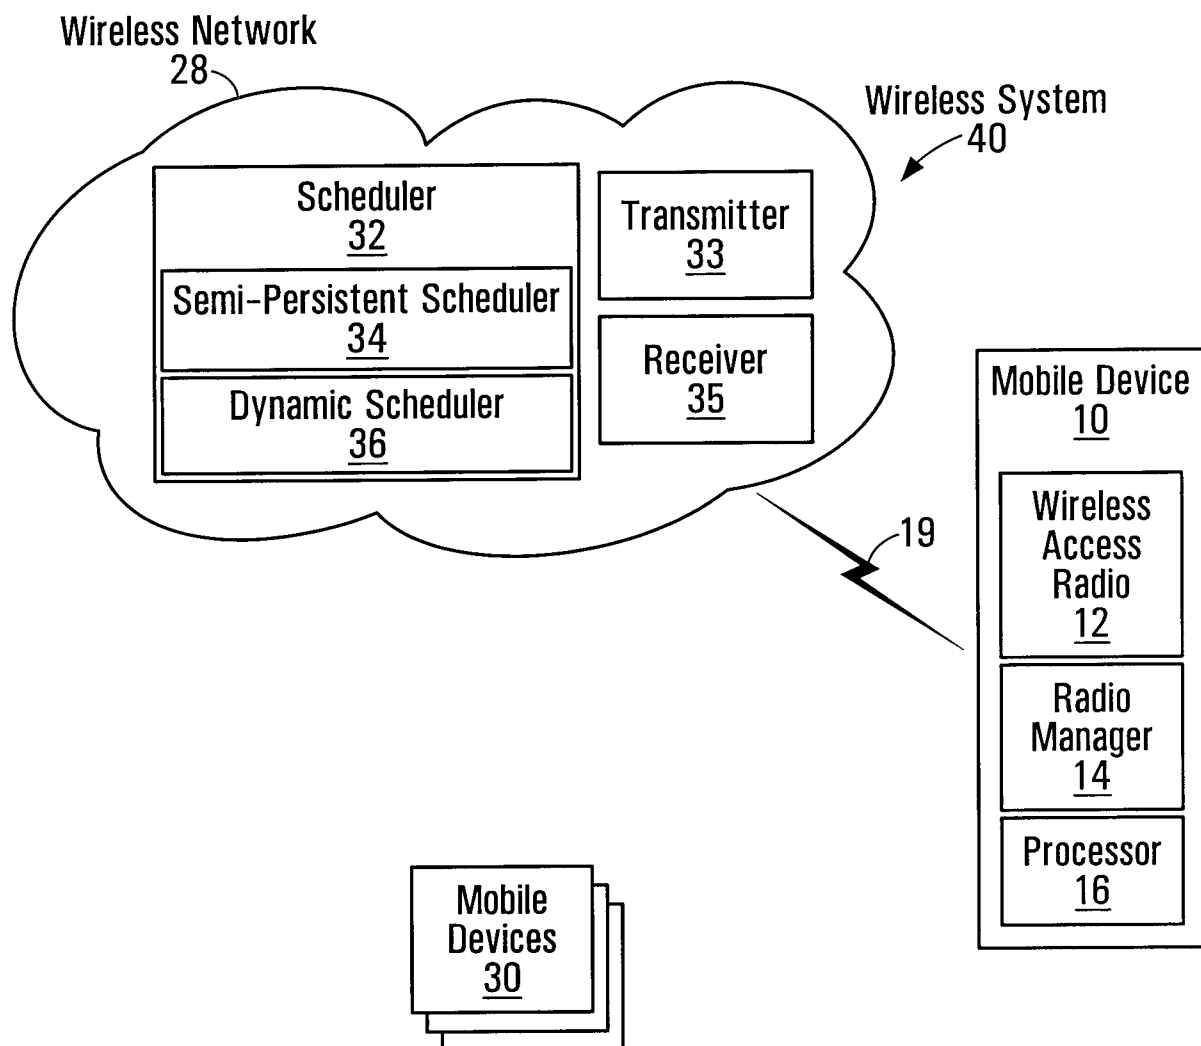 Wireless Network
28
Wireless System
40
Scheduler
32
Semi-Persistent Scheduler
34
Dynamic Scheduler
36
Transmitter
33
Receiver
35
19
Mobile Device
10
Wireless
Access
Radio
12
Radio
Manager
14
Processor
16
Mobile
Devices
30